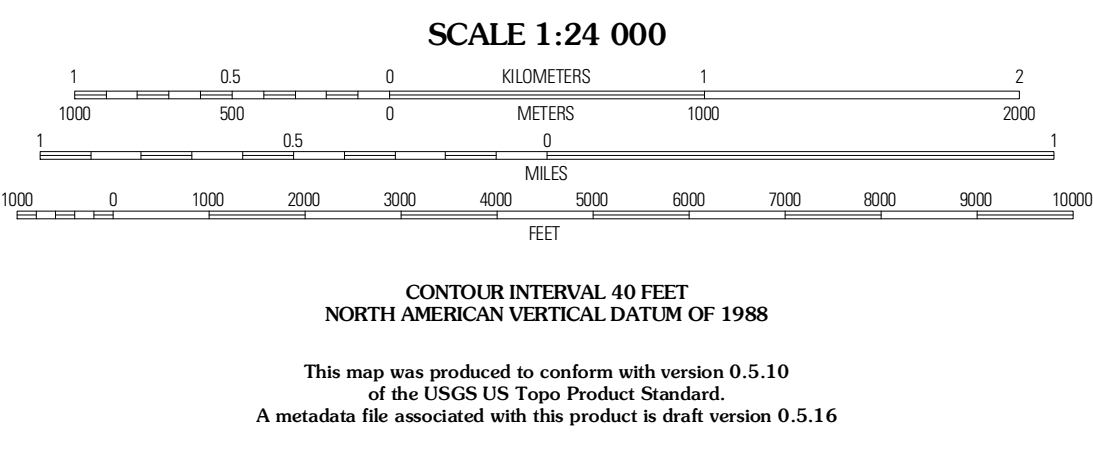 SCALE 1:24 000
1 0.5 0 KILOMETERS 1 2
1000 500 0 METERS 1000 2000
1 0.5 0 1
MILES
1000 0 1000 2000 3000 4000 5000 6000 7000 8000 9000 10000
FEET
CONTOUR INTERVAL 40 FEET
NORTH AMERICAN VERTICAL DATUM OF 1988
This map was produced to conform with version 0.5.10
of the USGS US Topo Product Standard.
A metadata file associated with this product is draft version 0.5.16